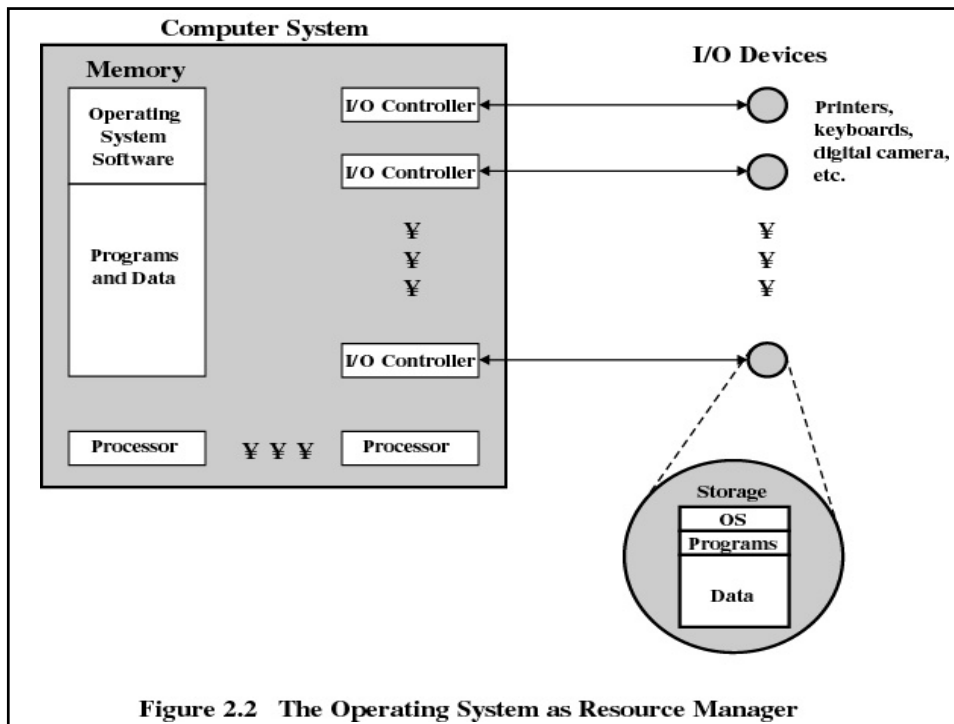 Computer System
I/O Devices
Memory
Operating
System
Software
Programs
and Data
I/O Controller
I/O Controller
¥
¥
¥
I/O Controller
Processor
¥ ¥ ¥
Processor
Printers,
keyboards,
digital camera,
etc.
¥
¥
¥
Storage
OS
Programs
Data
Figure 2.2 The Operating System as Resource Manager